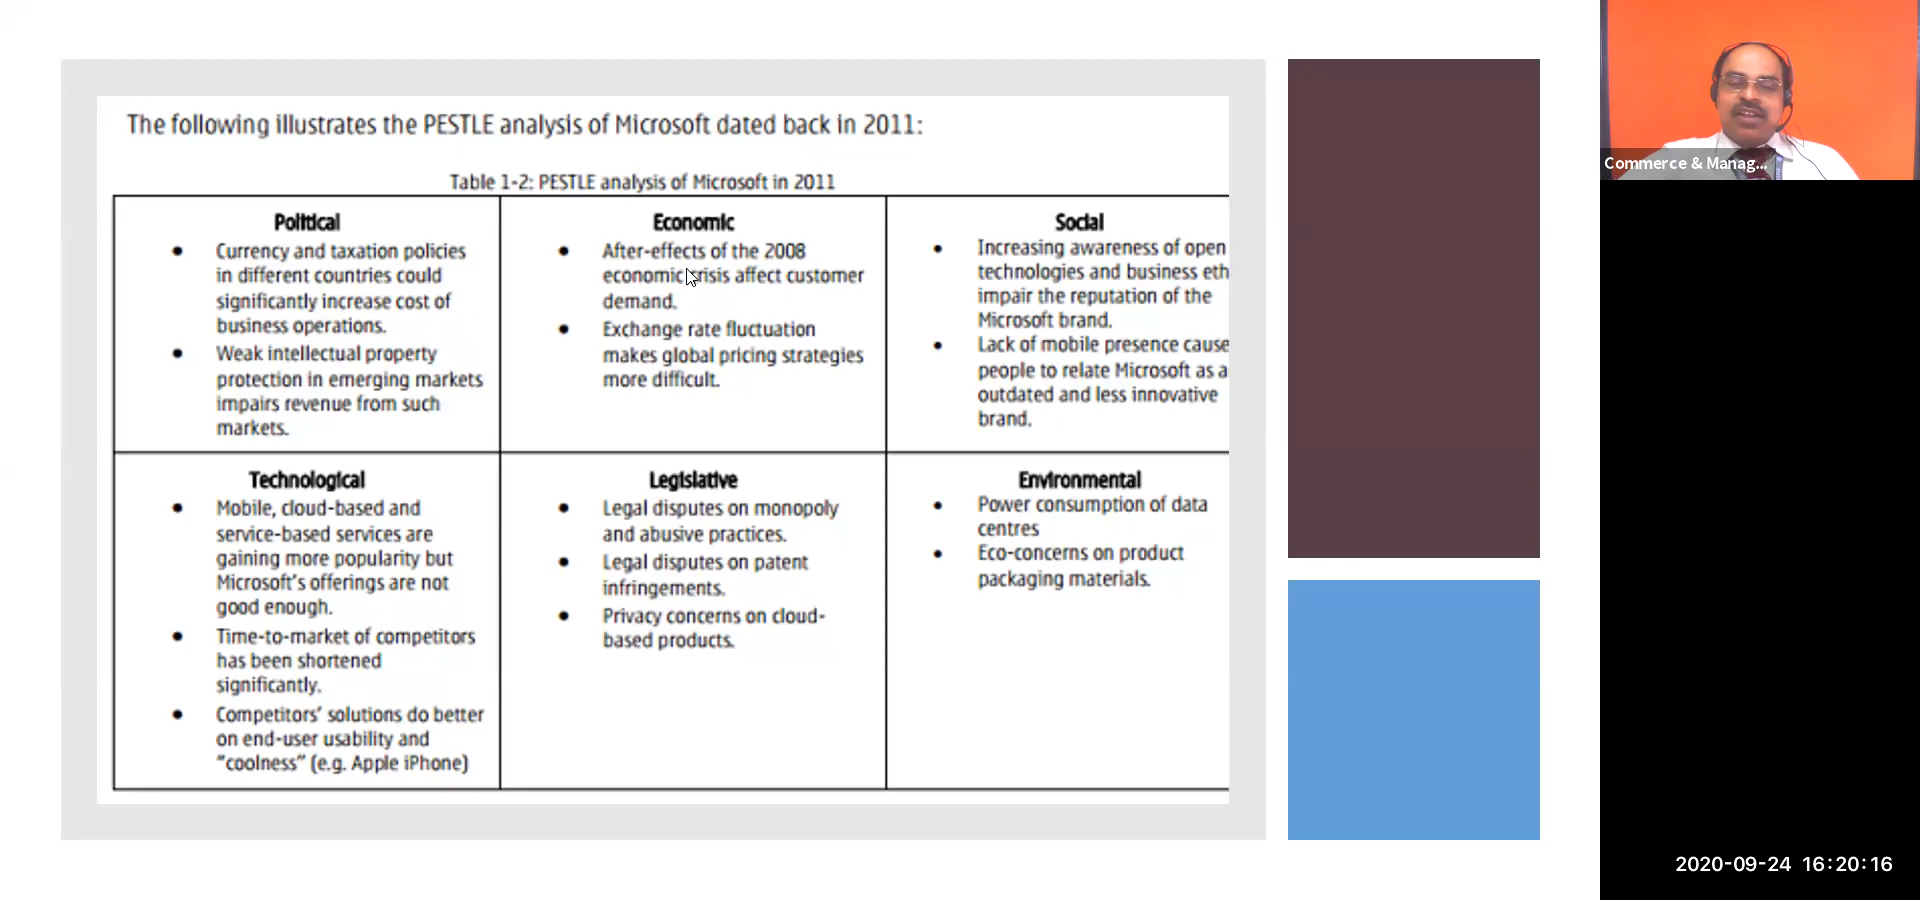 The following illustrates the PESTLE analysis of Microsoft dated back in 2011:
Table 1-2: PESTLE analysis of Microsoft in 2011
Political
• Currency and taxation policies
in different countries could
significantly increase cost of
business operations.
• Weak intellectual property
protection in emerging markets
impairs revenue from such
markets.
Economic
• After-effects of the 2008
economic crisis affect customer
demand.
• Exchange rate fluctuation
makes global pricing strategies
more difficult.
Social
• Increasing awareness of open
technologies and business eth
impair the reputation of the
Microsoft brand.
• Lack of mobile presence cause
people to relate Microsoft as a
outdated and less innovative
brand.
Technological
• Mobile, cloud-based and
service-based services are
gaining more popularity but
Microsoft's offerings are not
good enough.
• Time-to-market of competitors
has been shortened
significantly.
• Competitors' solutions do better
on end-user usability and
"coolness" (e.g. Apple iPhone)
Legislative
• Legal disputes on monopoly
and abusive practices.
• Legal disputes on patent
infringements.
• Privacy concerns on cloud-
based products.
Environmental
• Power consumption of data
centres
• Eco-concerns on product
packaging materials.
Commerce & Manag...
2020-09-24 16:20:16